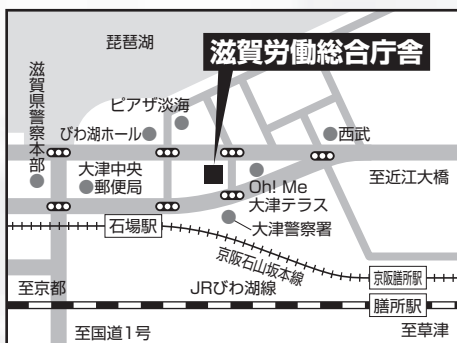 琵琶湖
滋賀労働総合庁舎
滋賀県警察本部
ピアザ淡海
びわ湖ホール
西武
大津中央
郵便局
Oh! Me
大津テラス
至近江大橋
大津警察署
石場駅
京阪石山坂本線
京阪膳所駅
至京都
JRびわ湖線
膳所駅
至国道1号
至草津